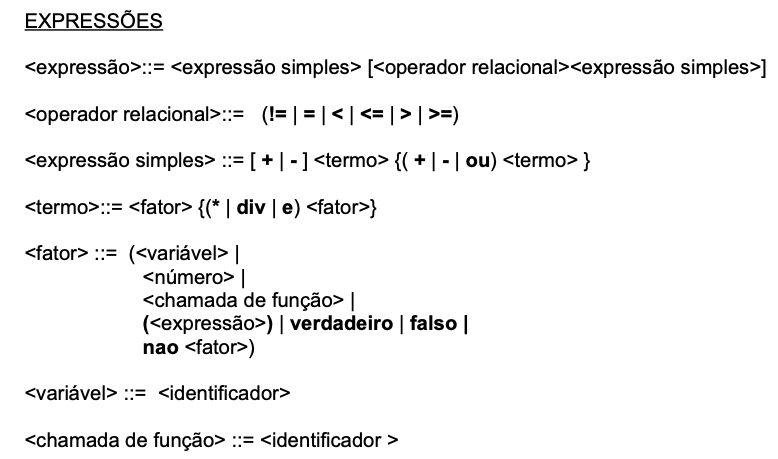 EXPRESSÕES
<expressão>::= <expressão simples> [<operador relacional><expressão simples>]
<operador relacional>::= (!= | = | < | <= | > | >=)
<expressão simples> ::= [ + | - ] <termo> {( + | - | ou) <termo> }
<termo>::= <fator> {(* | div | e) <fator>}
<fator> ::= (<variável> |
<número> |
<chamada de função> |
(<expressão>) | verdadeiro | falso |
nao <fator>)
<variável> ::= <identificador>
<chamada de função> ::= <identificador >